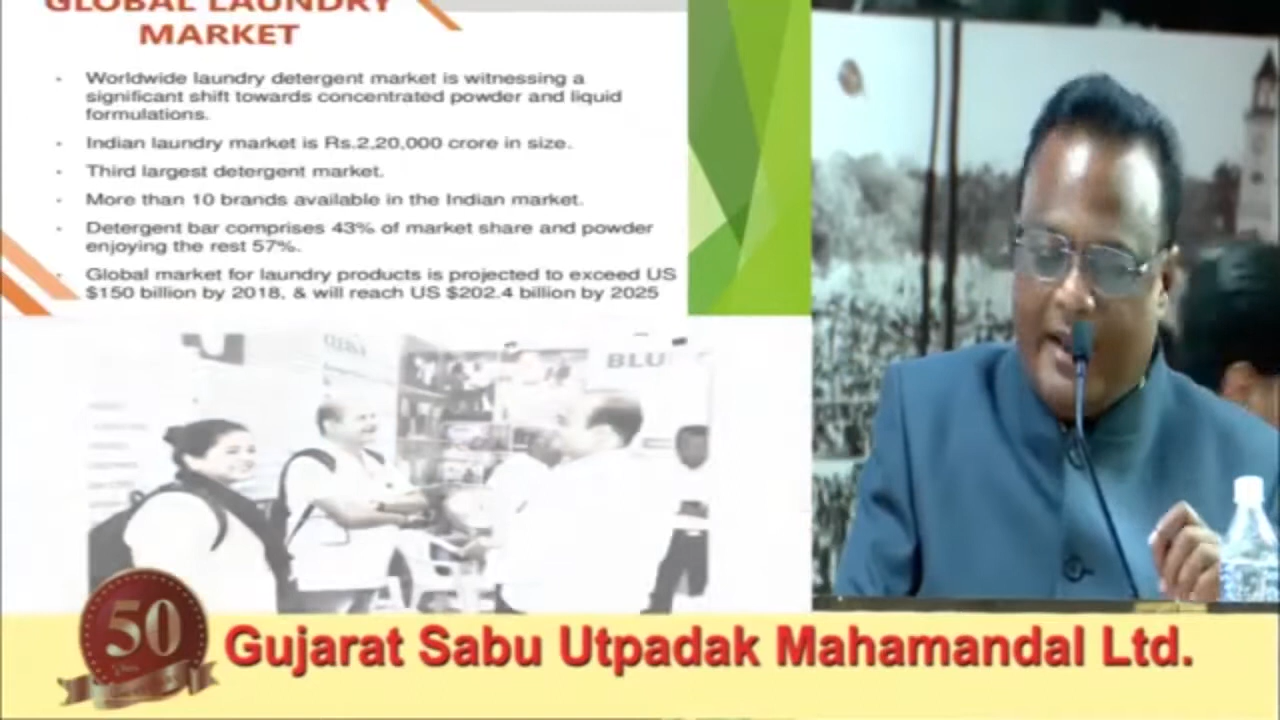 GLOBAL LAUNDRY
MARKET
- Worldwide laundry detergent market is witnessing a
significant shift towards concentrated powder and liquid
formulations.
- Indian laundry market is Rs.2,20,000 crore in size.
- Third largest detergent market.
- More than 10 brands available in the Indian market.
- Detergent bar comprises 43% of market share and powder
enjoying the rest 57%.
- Global market for laundry products is projected to exceed US
$150 billion by 2018, & will reach US $202.4 billion by 2025
BLU
50
Gujarat Sabu Utpadak Mahamandal Ltd.